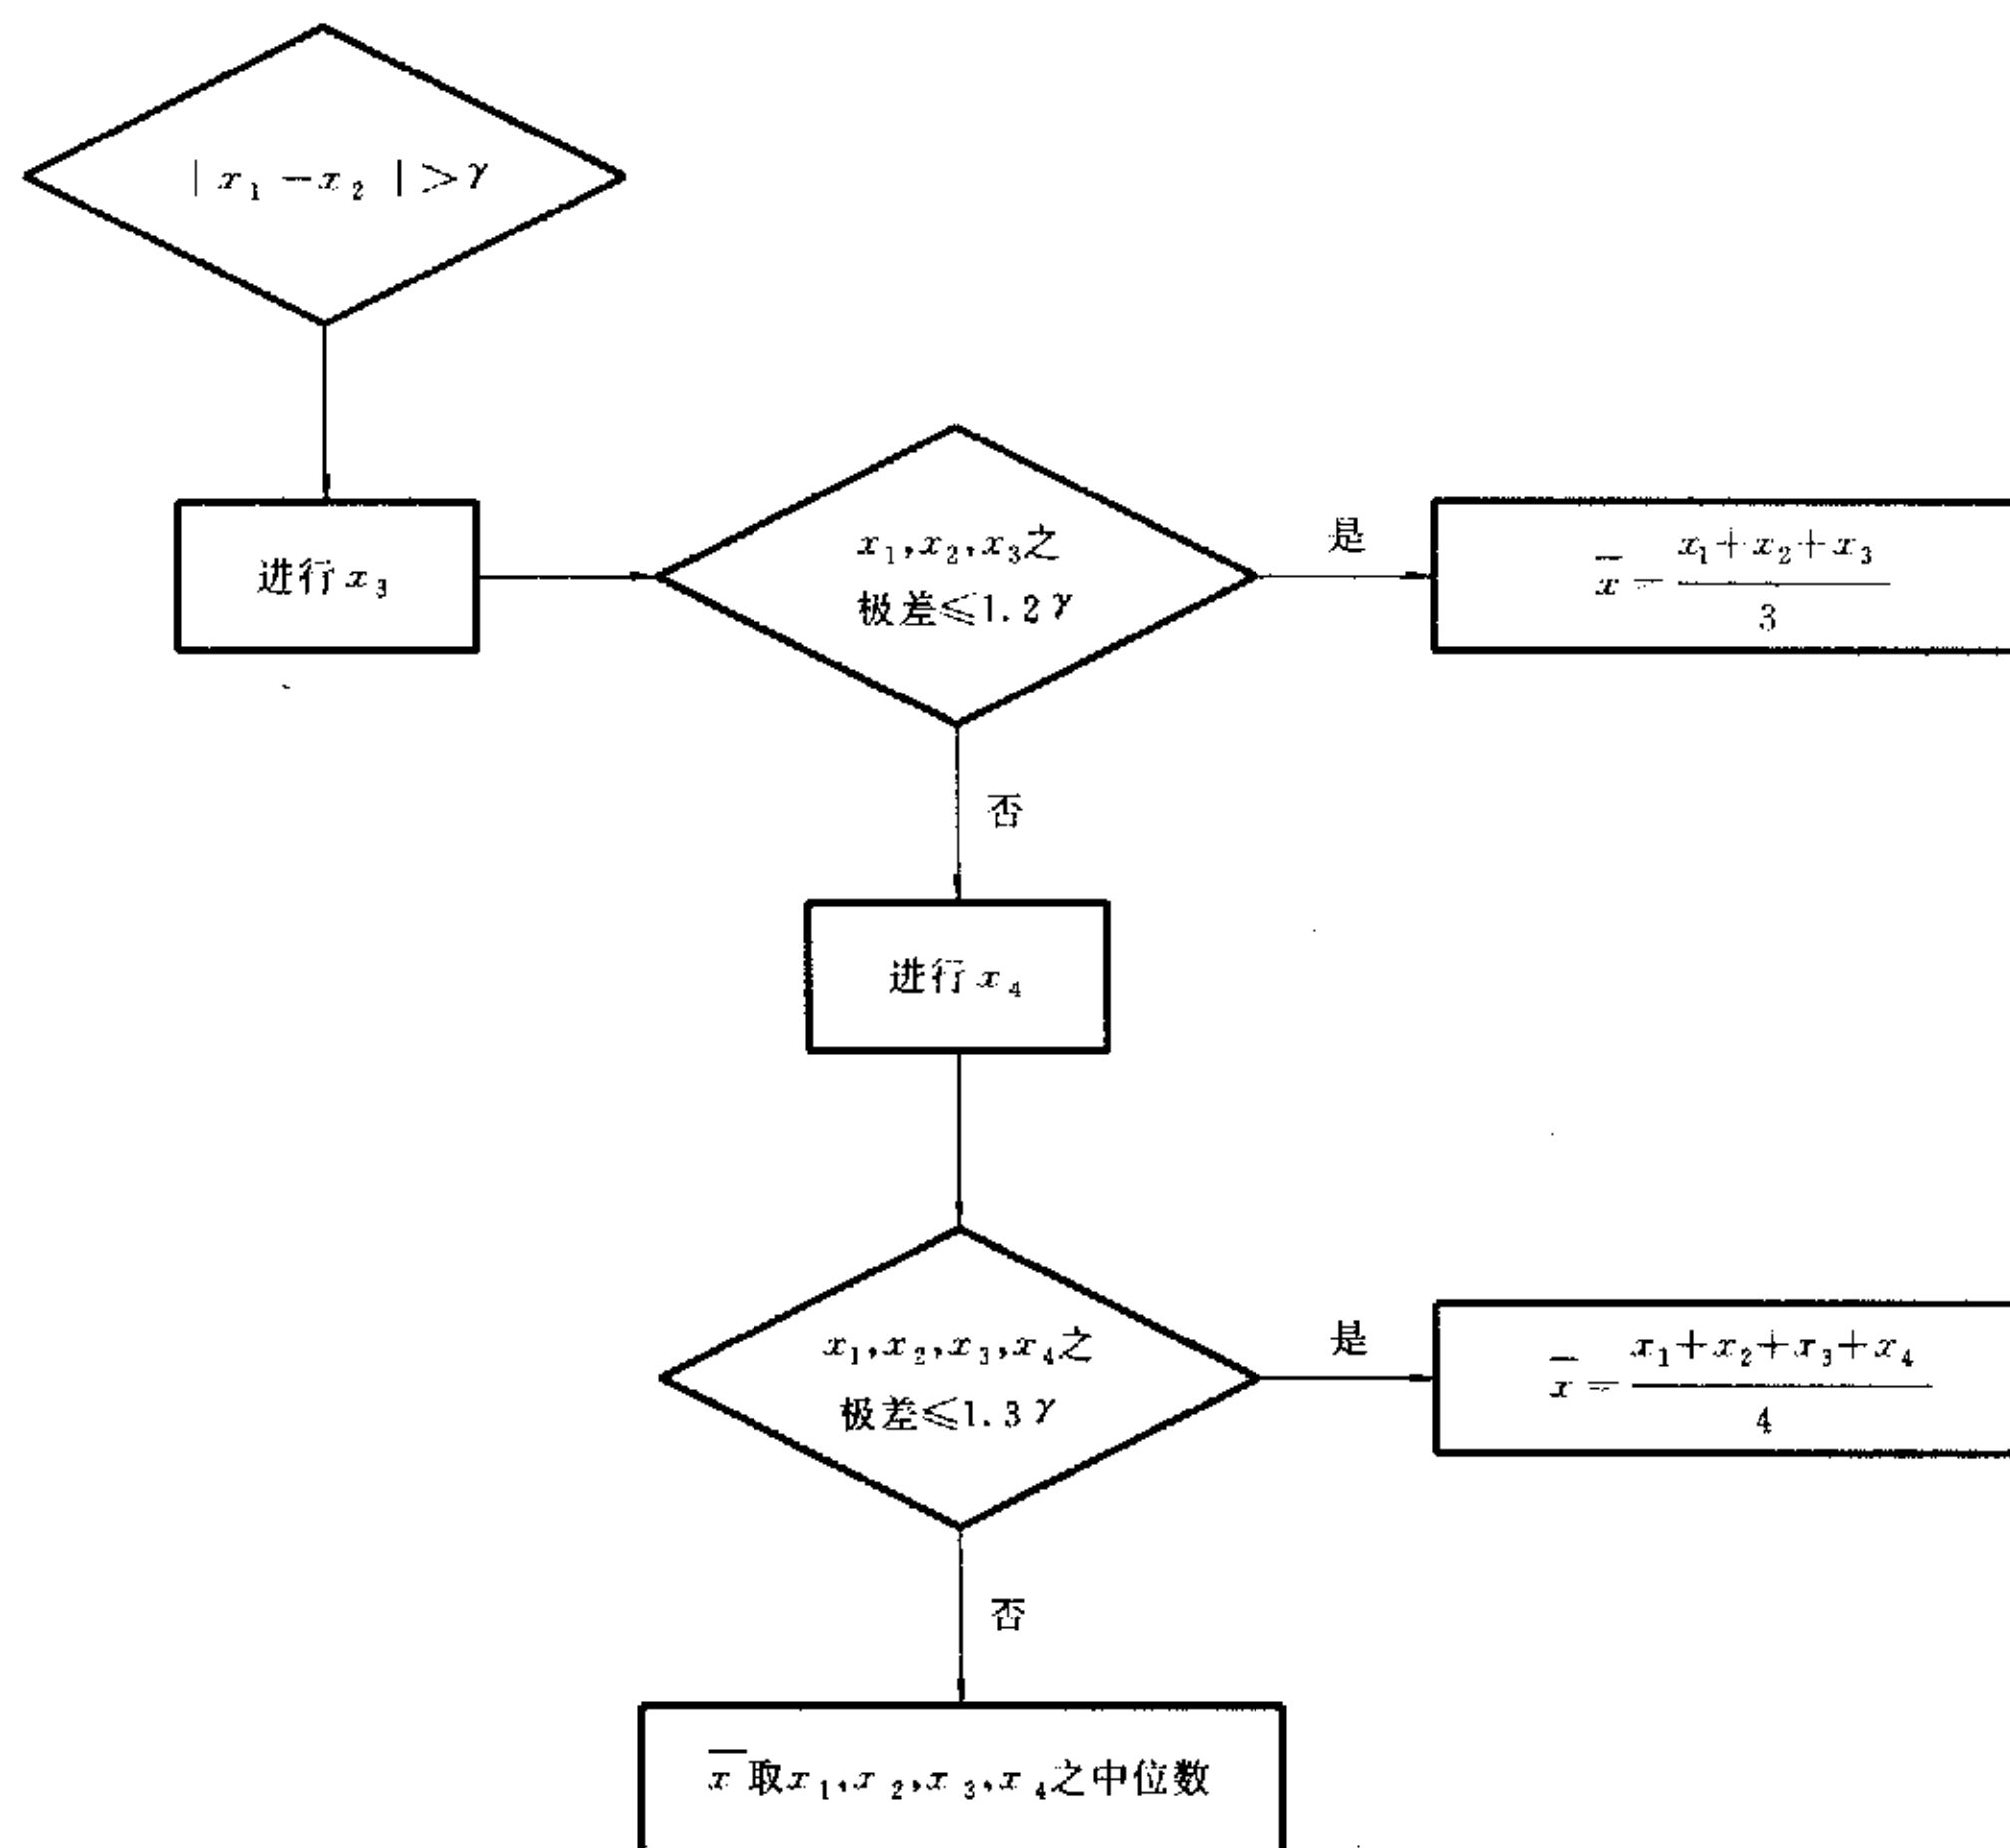 | x₁ − x₂ | > γ
进行 x₃
x₁,x₂,x₃之
极差≤1.2γ
是
x̄ = (x₁+x₂+x₃)/3
否
进行 x₄
x₁,x₂,x₃,x₄之
极差≤1.3γ
是
x̄ = (x₁+x₂+x₃+x₄)/4
否
x̄取x₁,x₂,x₃,x₄之中位数